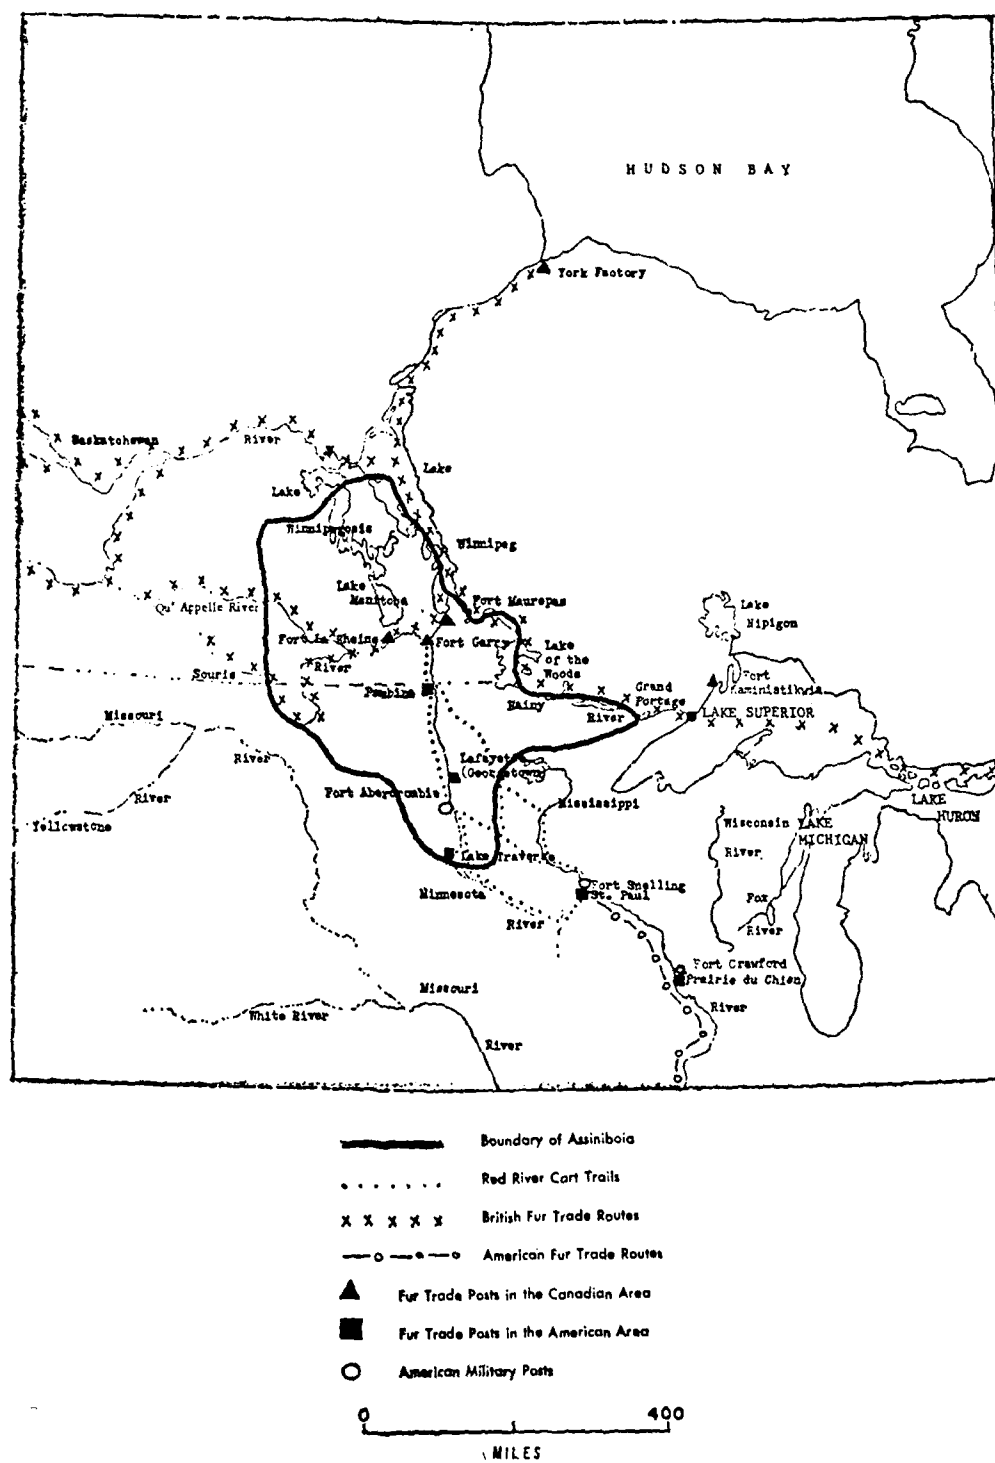 HUDSON BAY
York Factory
Saskatchewan
River
Lake
Lake
Winnipegosis
Winnipeg
Lake
Manitoba
Fort Maurepas
Qu' Appelle River
Lake
Nipigon
Fort La Rheine
Fort Garry
Lake
of the
Woods
River
Souris
Pembina
Fort
Kaministikwia
Grand
Portage
Rainy
River
LAKE SUPERIOR
Missouri
River
Lafayette
(Georgetown)
Fort Abercrombie
River
Yellowstone
Mississippi
LAKE
HURON
Wisconsin
River
LAKE
MICHIGAN
Lake Traverse
Minnesota
River
Fort Snelling
St. Paul
Fox
River
Fort Crawford
Prairie du Chien
River
Missouri
White River
River
Boundary of Assiniboia
Red River Cart Trails
British Fur Trade Routes
American Fur Trade Routes
Fur Trade Posts in the Canadian Area
Fur Trade Posts in the American Area
American Military Posts
0 400
MILES